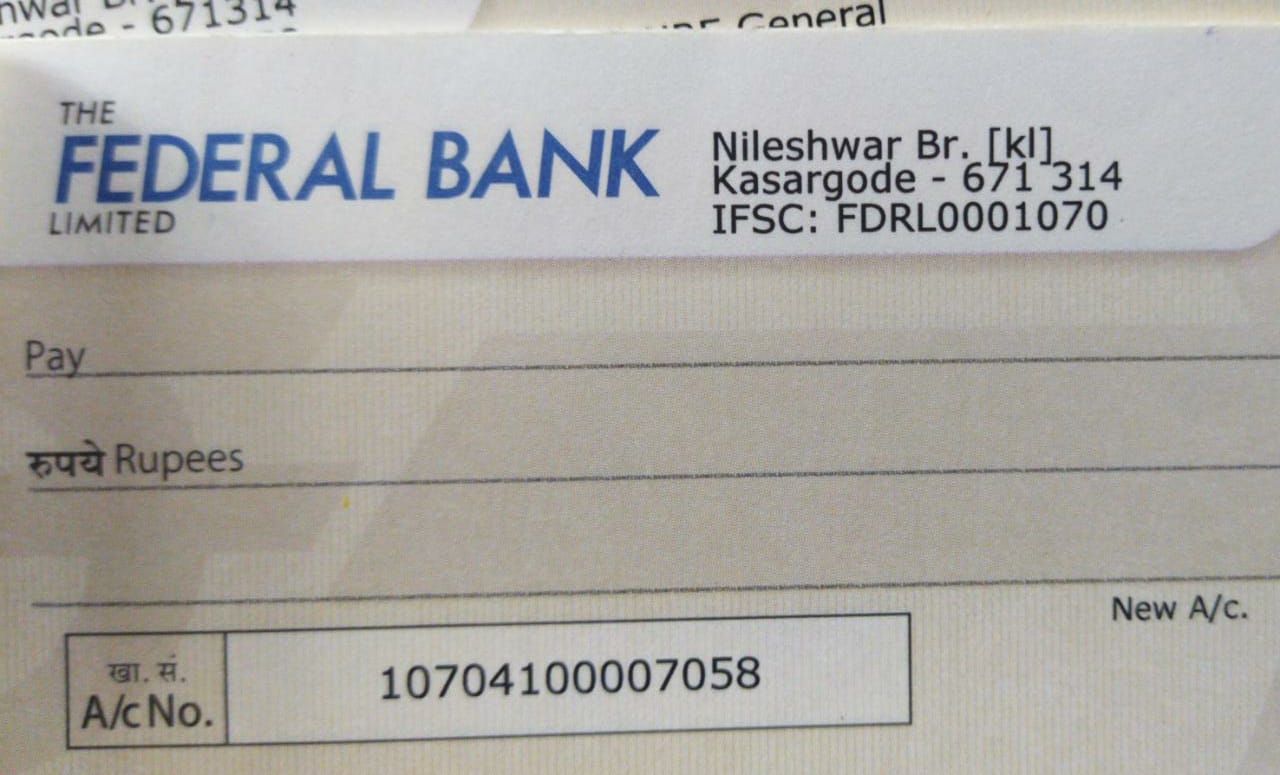 671314
General
THE
FEDERAL BANK
LIMITED
Nileshwar Br. [kl]
Kasargode - 671 314
IFSC: FDRL0001070
Pay
रुपये Rupees
New A/c.
खा. सं.
A/c No.
10704100007058